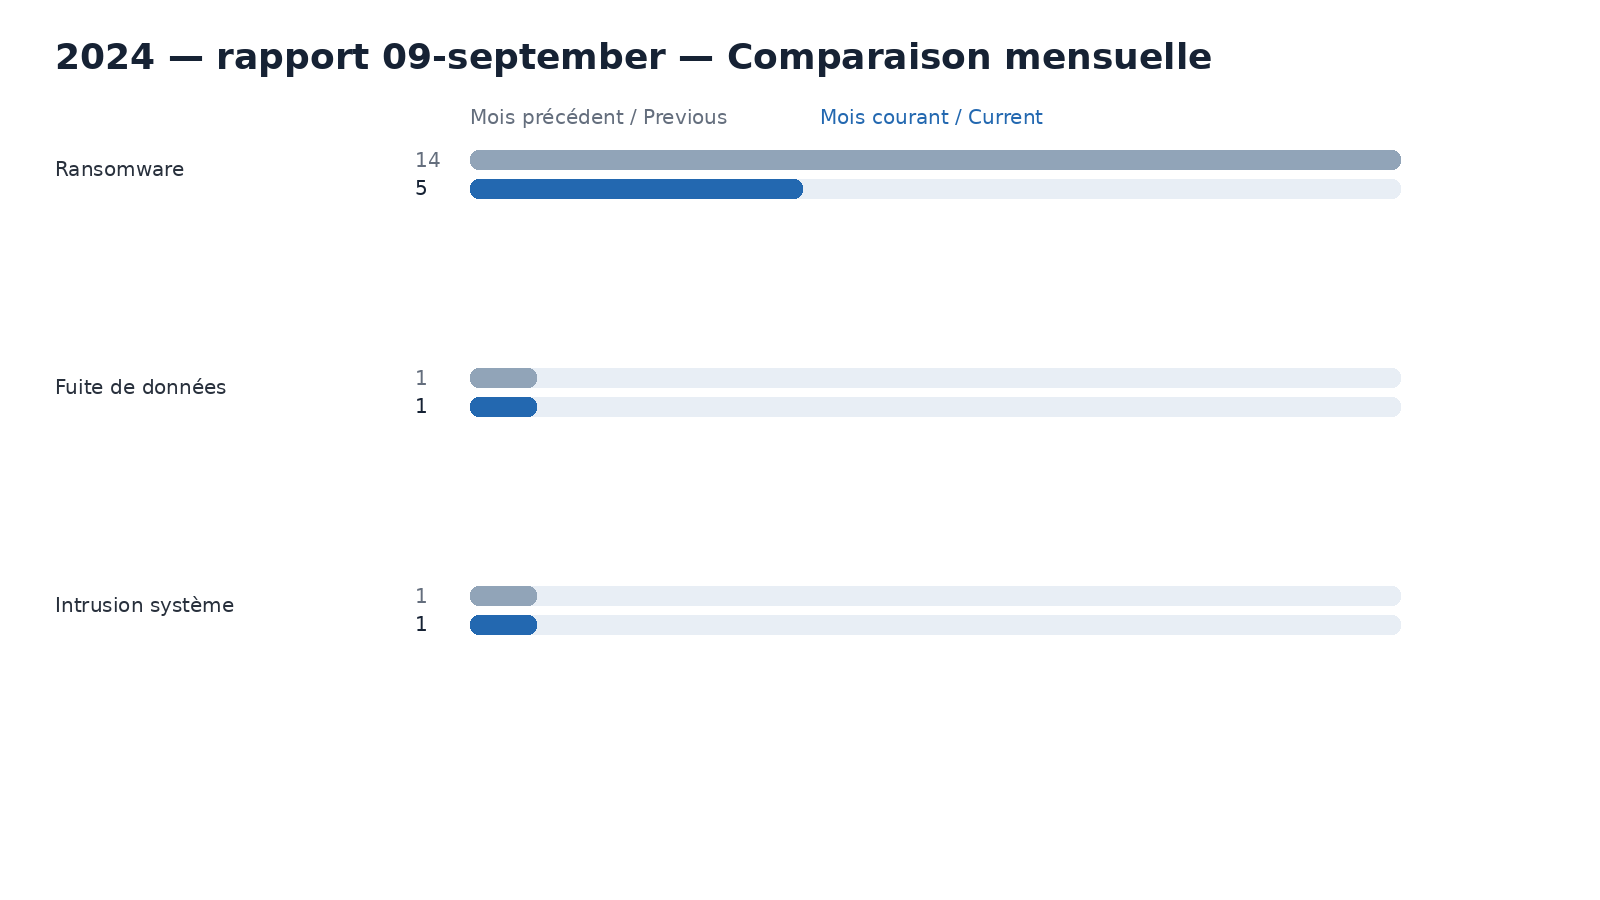 2024 — rapport 09-september — Comparaison mensuelle
Mois précédent / Previous
Mois courant / Current
Ransomware
14
5
Fuite de données
1
1
Intrusion système
1
1